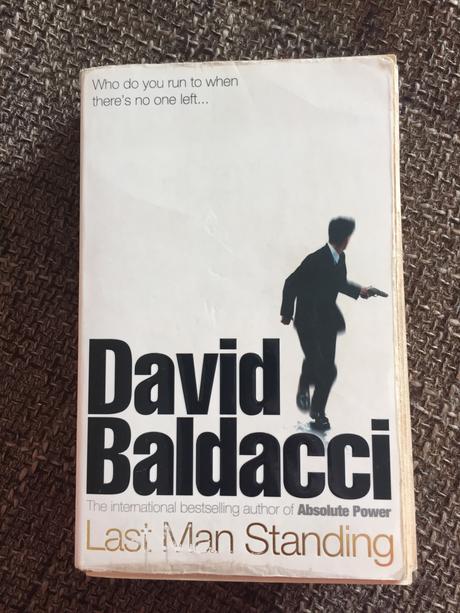 Who do you run to when
there's no one left...
David
Baldacci
The international bestselling author of Absolute Power
Last Man Standing